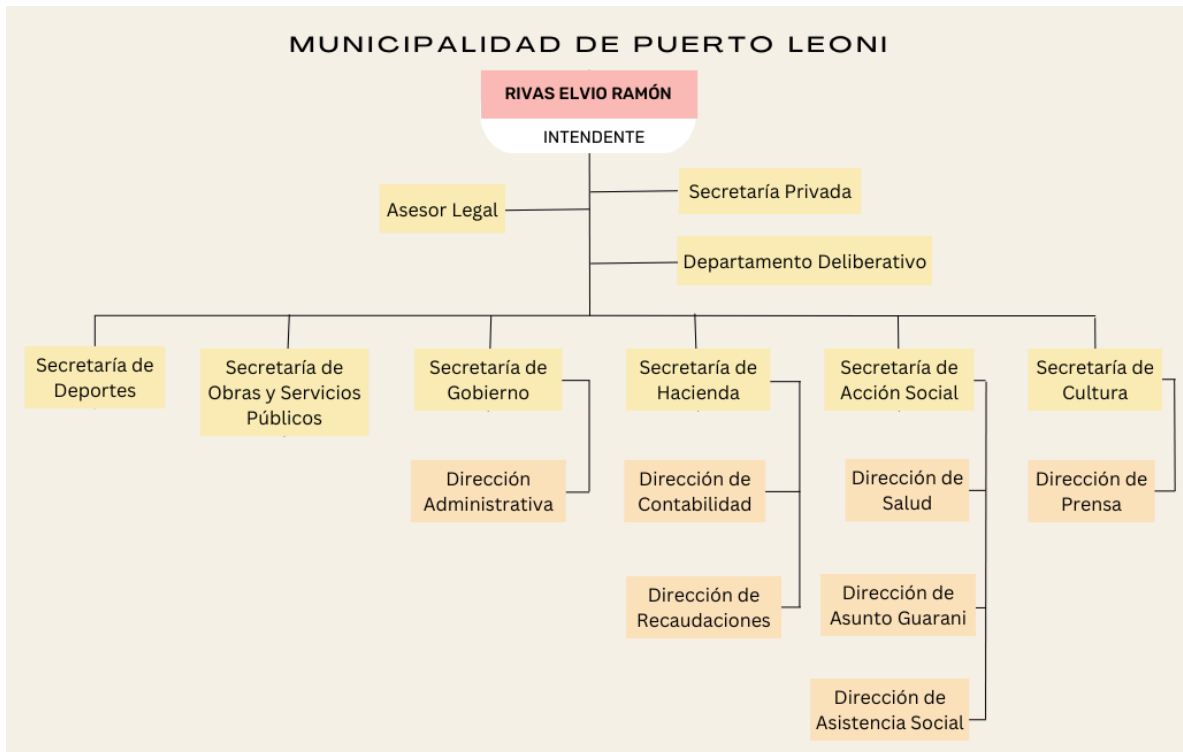 MUNICIPALIDAD DE PUERTO LEONI
RIVAS ELVIO RAMÓN
INTENDENTE
Secretaría Privada
Asesor Legal
Departamento Deliberativo
Secretaría de
Deportes
Secretaría de
Obras y Servicios
Públicos
Secretaría de
Gobierno
Secretaría de
Hacienda
Secretaría de
Acción Social
Secretaría de
Cultura
Dirección
Administrativa
Dirección de
Contabilidad
Dirección de
Salud
Dirección de
Prensa
Dirección de
Recaudaciones
Dirección de
Asunto Guarani
Dirección de
Asistencia Social